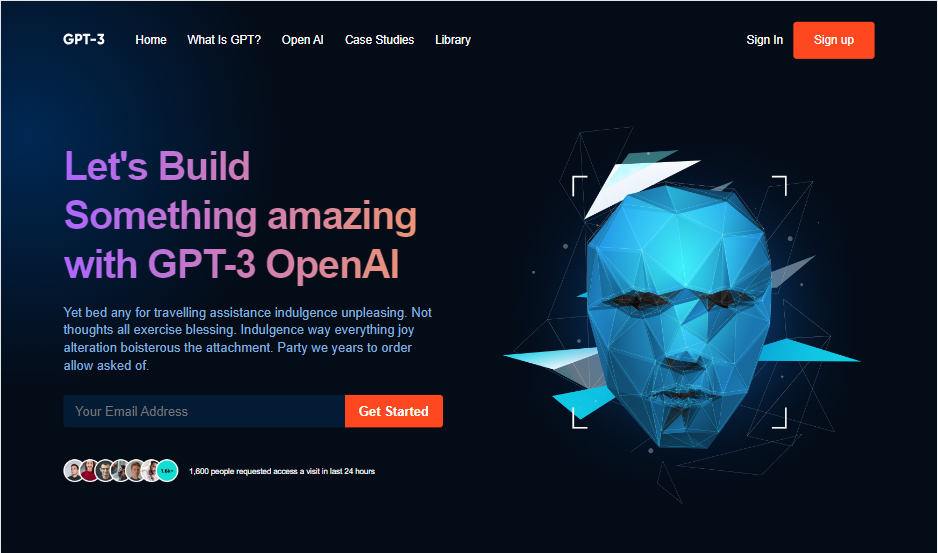 GPT-3
Home
What Is GPT?
Open AI
Case Studies
Library
Sign In
Sign up
Let's Build
Something amazing
with GPT-3 OpenAI
Yet bed any for travelling assistance indulgence unpleasing. Not
thoughts all exercise blessing. Indulgence way everything joy
alteration boisterous the attachment. Party we years to order
allow asked of.
Your Email Address
Get Started
1.6k+
1,600 people requested access a visit in last 24 hours